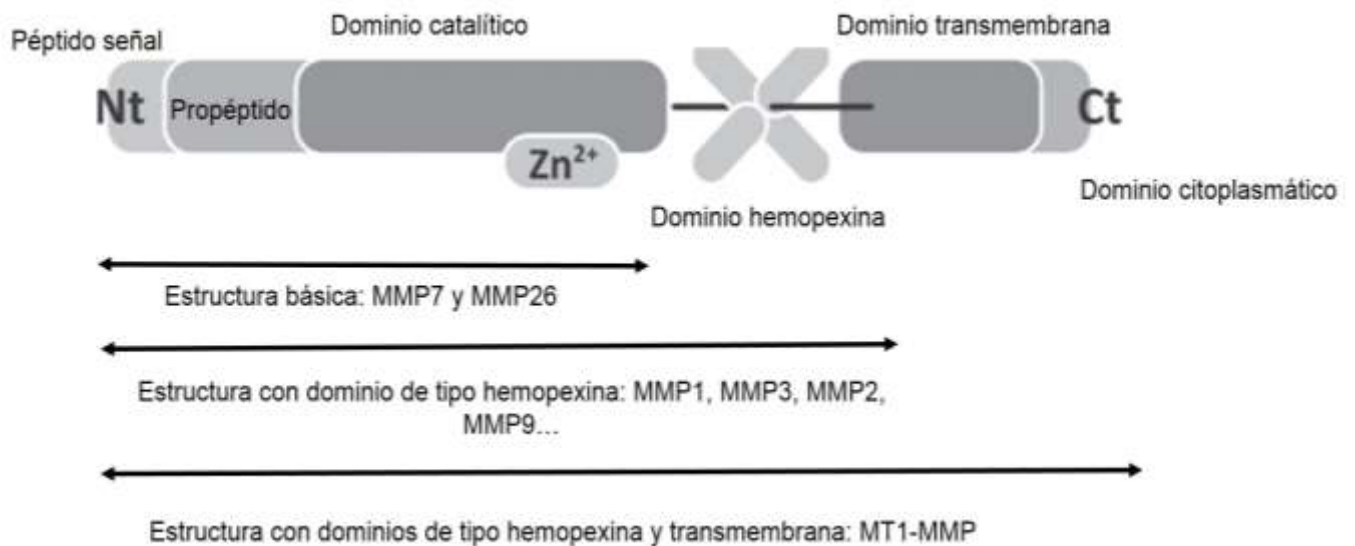 Péptido señal
Dominio catalítico
Dominio transmembrana
Nt
Propéptido
Ct
Zn²⁺
Dominio citoplasmático
Dominio hemopexina
Estructura básica: MMP7 y MMP26
Estructura con dominio de tipo hemopexina: MMP1, MMP3, MMP2,
MMP9…
Estructura con dominios de tipo hemopexina y transmembrana: MT1-MMP